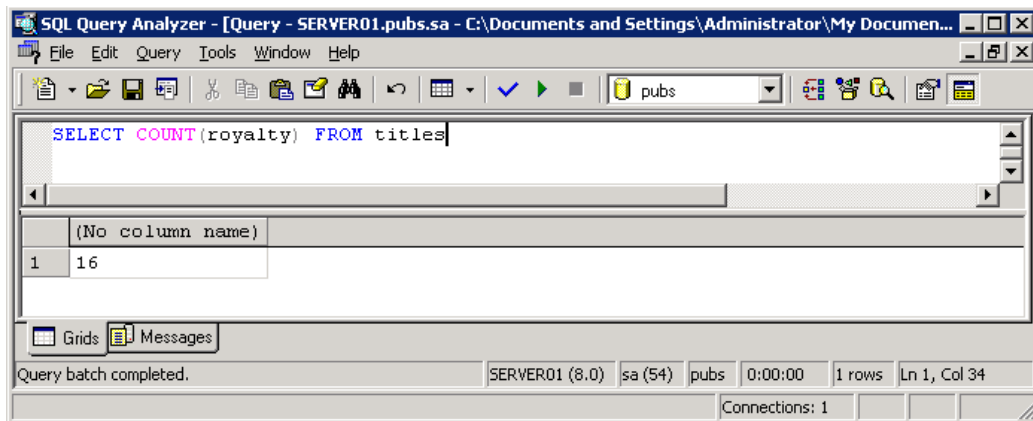 SQL Query Analyzer - [Query - SERVER01.pubs.sa - C:\Documents and Settings\Administrator\My Documen...
File Edit Query Tools Window Help
pubs
SELECT COUNT(royalty) FROM titles
(No column name)
1 16
Grids Messages
Query batch completed. SERVER01 (8.0) sa (54) pubs 0:00:00 1 rows Ln 1, Col 34
Connections: 1